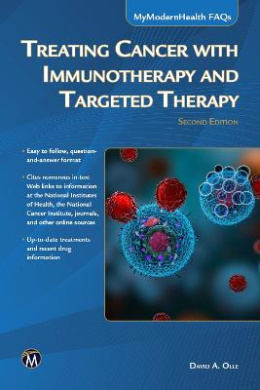 MyModernHealth FAQs
Treating Cancer with
Immunotherapy and
Targeted Therapy
Second Edition
• Easy to follow, question-
and-answer format
• Cites numerous in-text
Web links to information
at the National Institutes
of Health, the National
Cancer Institute, journals,
and other online sources
• Up-to-date treatments
and recent drug
information
David A. Olle
M